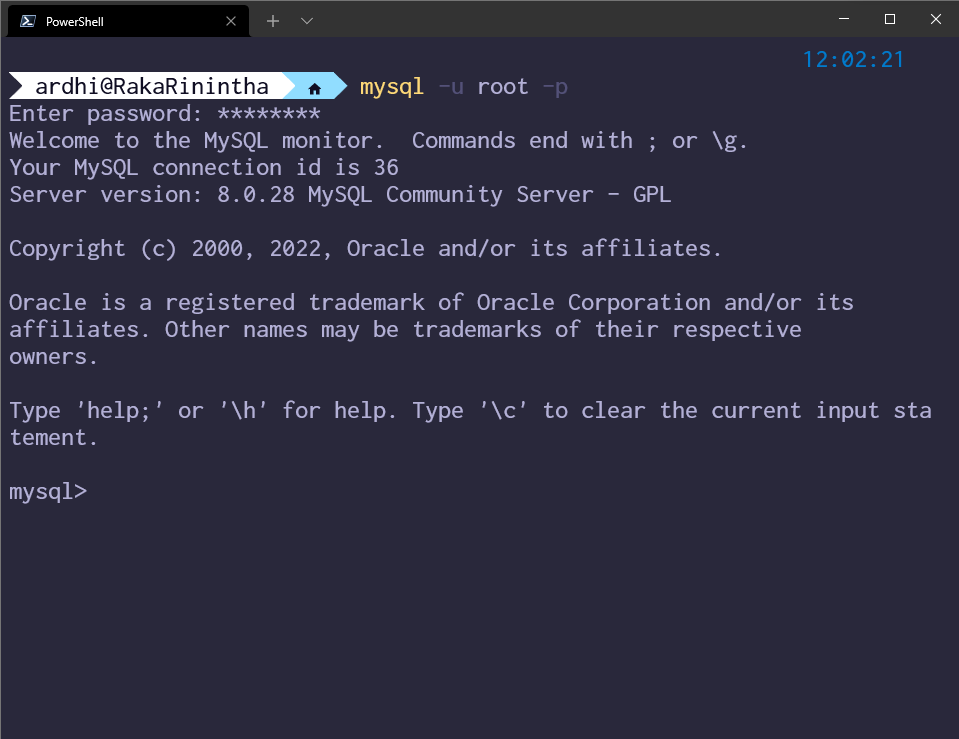 PowerShell
12:02:21
ardhi@RakaRinintha mysql -u root -p
Enter password: ********
Welcome to the MySQL monitor.  Commands end with ; or \g.
Your MySQL connection id is 36
Server version: 8.0.28 MySQL Community Server - GPL
Copyright (c) 2000, 2022, Oracle and/or its affiliates.
Oracle is a registered trademark of Oracle Corporation and/or its
affiliates. Other names may be trademarks of their respective
owners.
Type 'help;' or '\h' for help. Type '\c' to clear the current input sta
tement.
mysql>